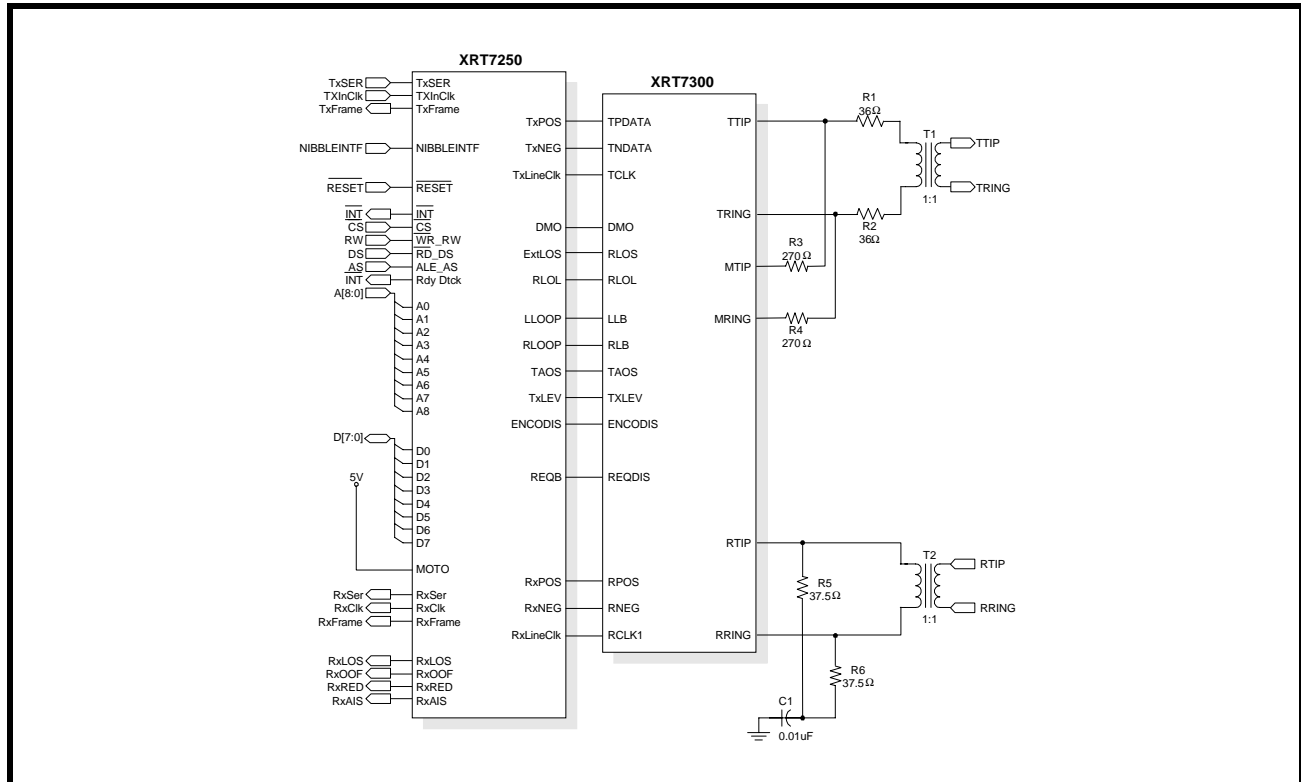 XRT7250
XRT7300
TxSER TxSER
TXInClk TXInClk
TxFrame TxFrame
NIBBLEINTF NIBBLEINTF
RESET RESET
INT INT
CS CS
RW WR_RW
DS RD_DS
AS ALE_AS
INT Rdy Dtck
A[8:0]
A0
A1
A2
A3
A4
A5
A6
A7
A8
D[7:0]
D0
D1
D2
D3
D4
D5
D6
D7
5V
MOTO
RxSer RxSer
RxClk RxClk
RxFrame RxFrame
RxLOS RxLOS
RxOOF RxOOF
RxRED RxRED
RxAIS RxAIS
TxPOS TPDATA
TxNEG TNDATA
TxLineClk TCLK
DMO DMO
ExtLOS RLOS
RLOL RLOL
LLOOP LLB
RLOOP RLB
TAOS TAOS
TxLEV TXLEV
ENCODIS ENCODIS
REQB REQDIS
RxPOS RPOS
RxNEG RNEG
RxLineClk RCLK1
TTIP
TRING
MTIP
MRING
RTIP
RRING
R1
36Ω
R2
36Ω
R3
270 Ω
R4
270 Ω
T1
1:1
TTIP
TRING
R5
37.5Ω
R6
37.5Ω
T2
1:1
RTIP
RRING
C1
0.01uF